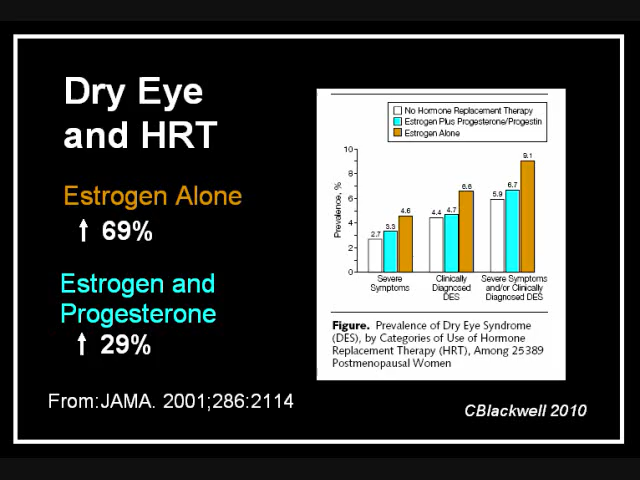 Dry Eye
and HRT
Estrogen Alone
↑ 69%
Estrogen and
Progesterone
↑ 29%
From:JAMA. 2001;286:2114
No Hormone Replacement Therapy
Estrogen Plus Progesterone/Progestin
Estrogen Alone
Prevalence, %
10
8
6
4
2
0
2.7
3.3
4.6
4.4
4.7
6.6
5.9
6.7
9.1
Severe
Symptoms
Clinically
Diagnosed
DES
Severe Symptoms
and/or Clinically
Diagnosed DES
Figure. Prevalence of Dry Eye Syndrome
(DES), by Categories of Use of Hormone
Replacement Therapy (HRT), Among 25389
Postmenopausal Women
CBlackwell 2010